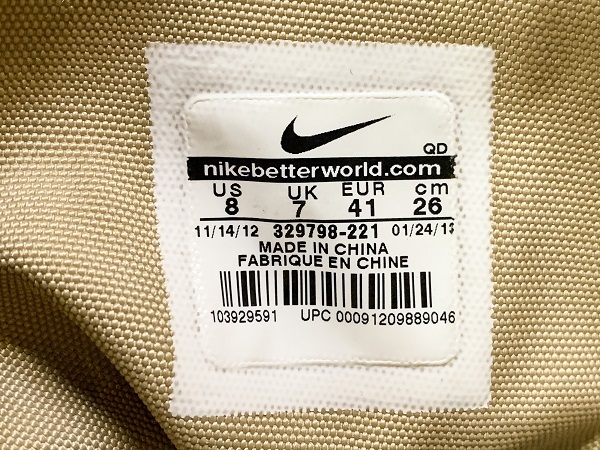 QD
nikebetterworld.com
US UK EUR cm
8 7 41 26
11/14/12 329798-221 01/24/13
MADE IN CHINA
FABRIQUE EN CHINE
103929591 UPC 00091209889046